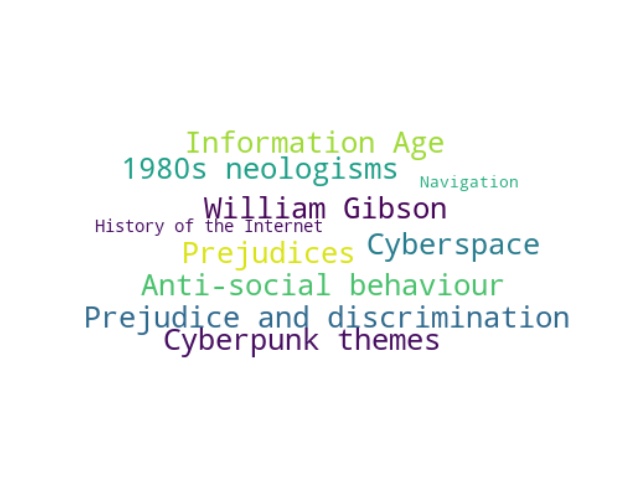 Information Age
1980s neologisms
Navigation
William Gibson
History of the Internet
Cyberspace
Prejudices
Anti-social behaviour
Prejudice and discrimination
Cyberpunk themes